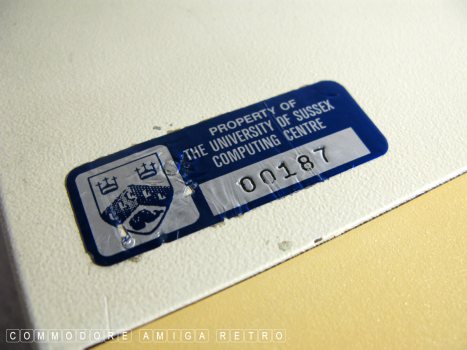 PROPERTY OF
THE UNIVERSITY OF SUSSEX
COMPUTING CENTRE
00187
COMMODORE AMIGA RETRO